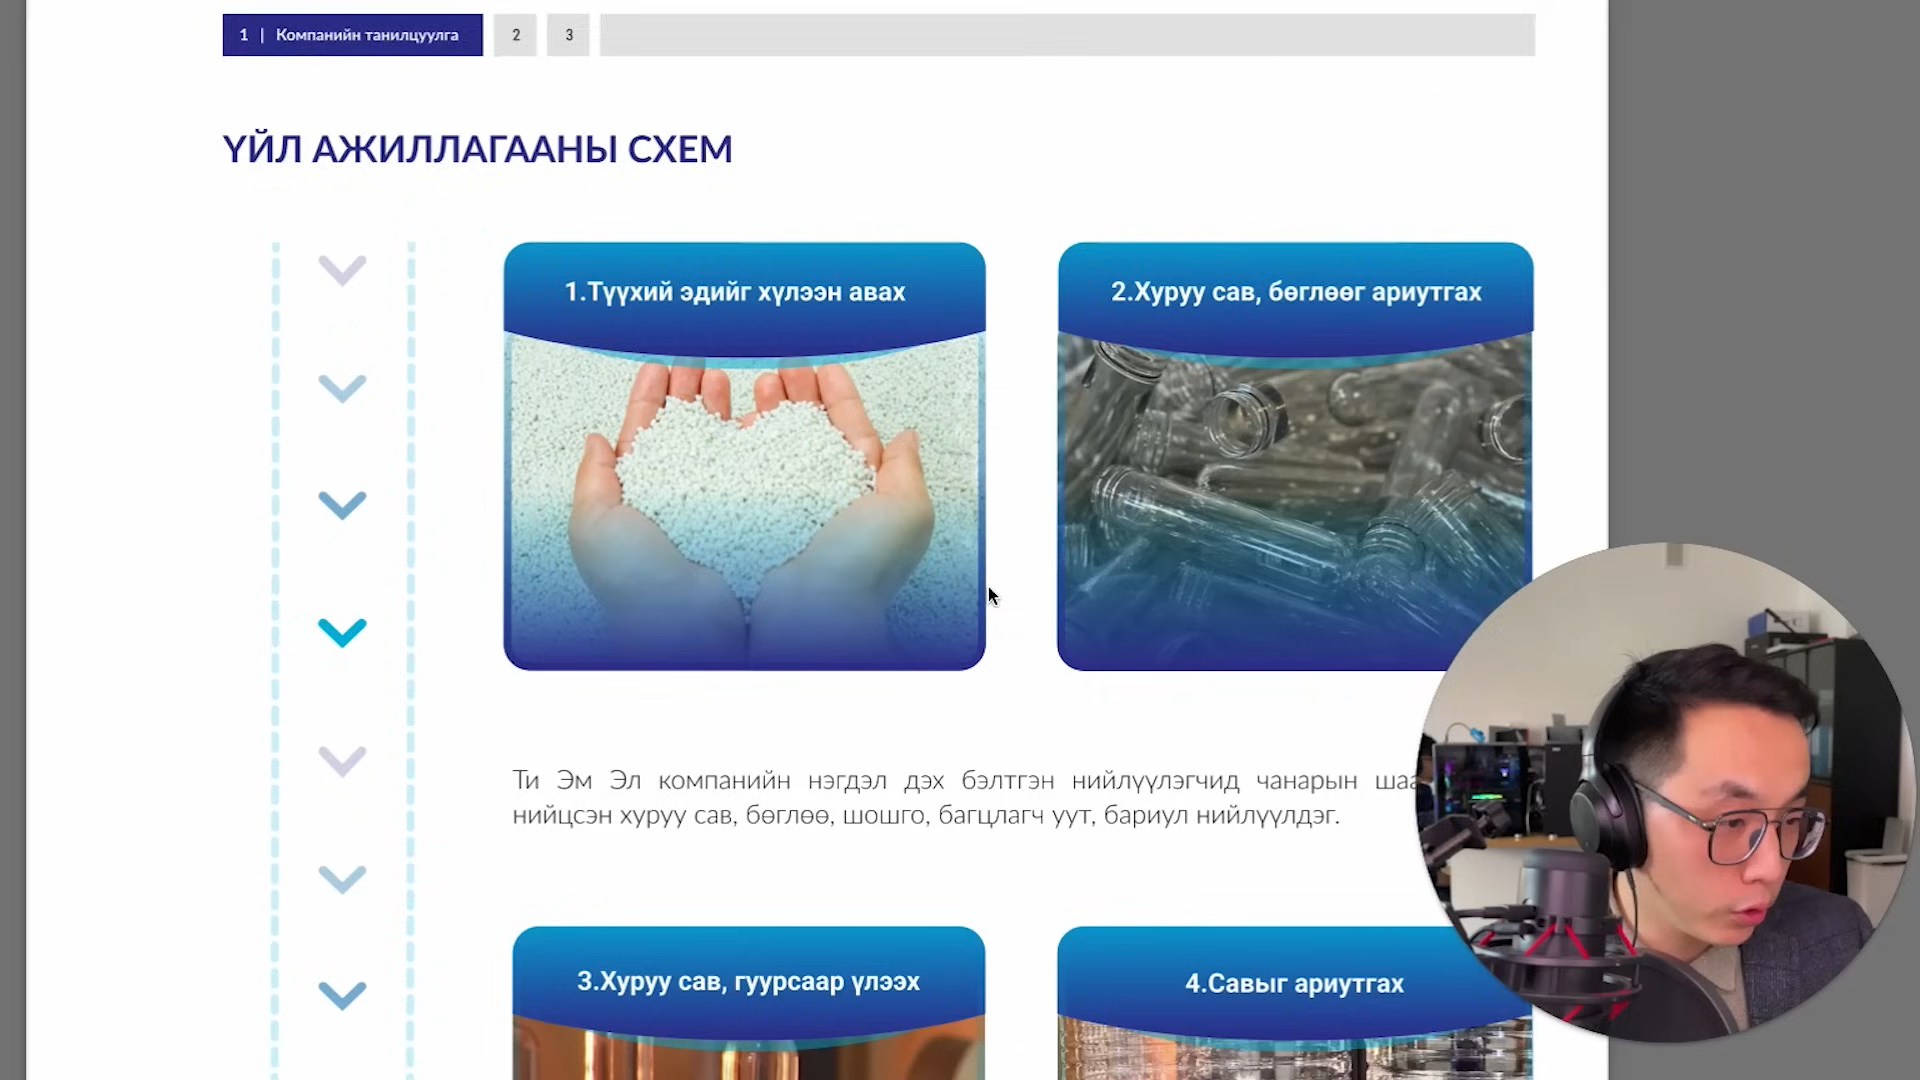 1 | Компанийн танилцуулга 2 3
ҮЙЛ АЖИЛЛАГААНЫ СХЕМ
1.Түүхий эдийг хүлээн авах
2.Хуруу сав, бөглөөг ариутгах
Ти Эм Эл компанийн нэгдэл дэх бэлтгэн нийлүүлэгчид чанарын
нийцсэн хуруу сав, бөглөө, шошго, багцлагч уут, бариул нийлүүлдэг.
3.Хуруу сав, гуурсаар үлээх
4.Савыг ариутгах